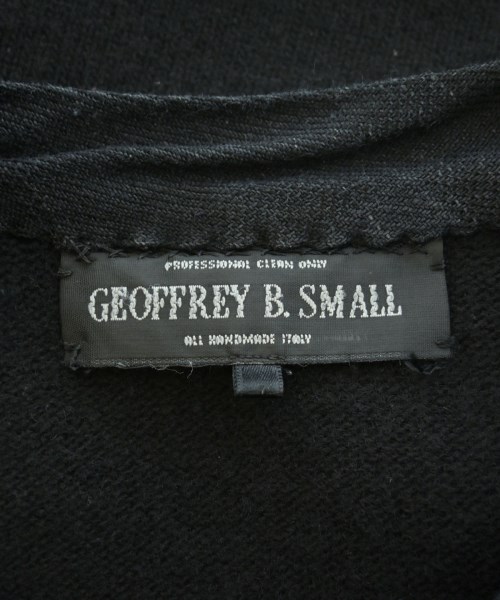 PROFESSIONAL CLEAN ONLY
GEOFFREY B. SMALL
ALL HANDMADE ITALY